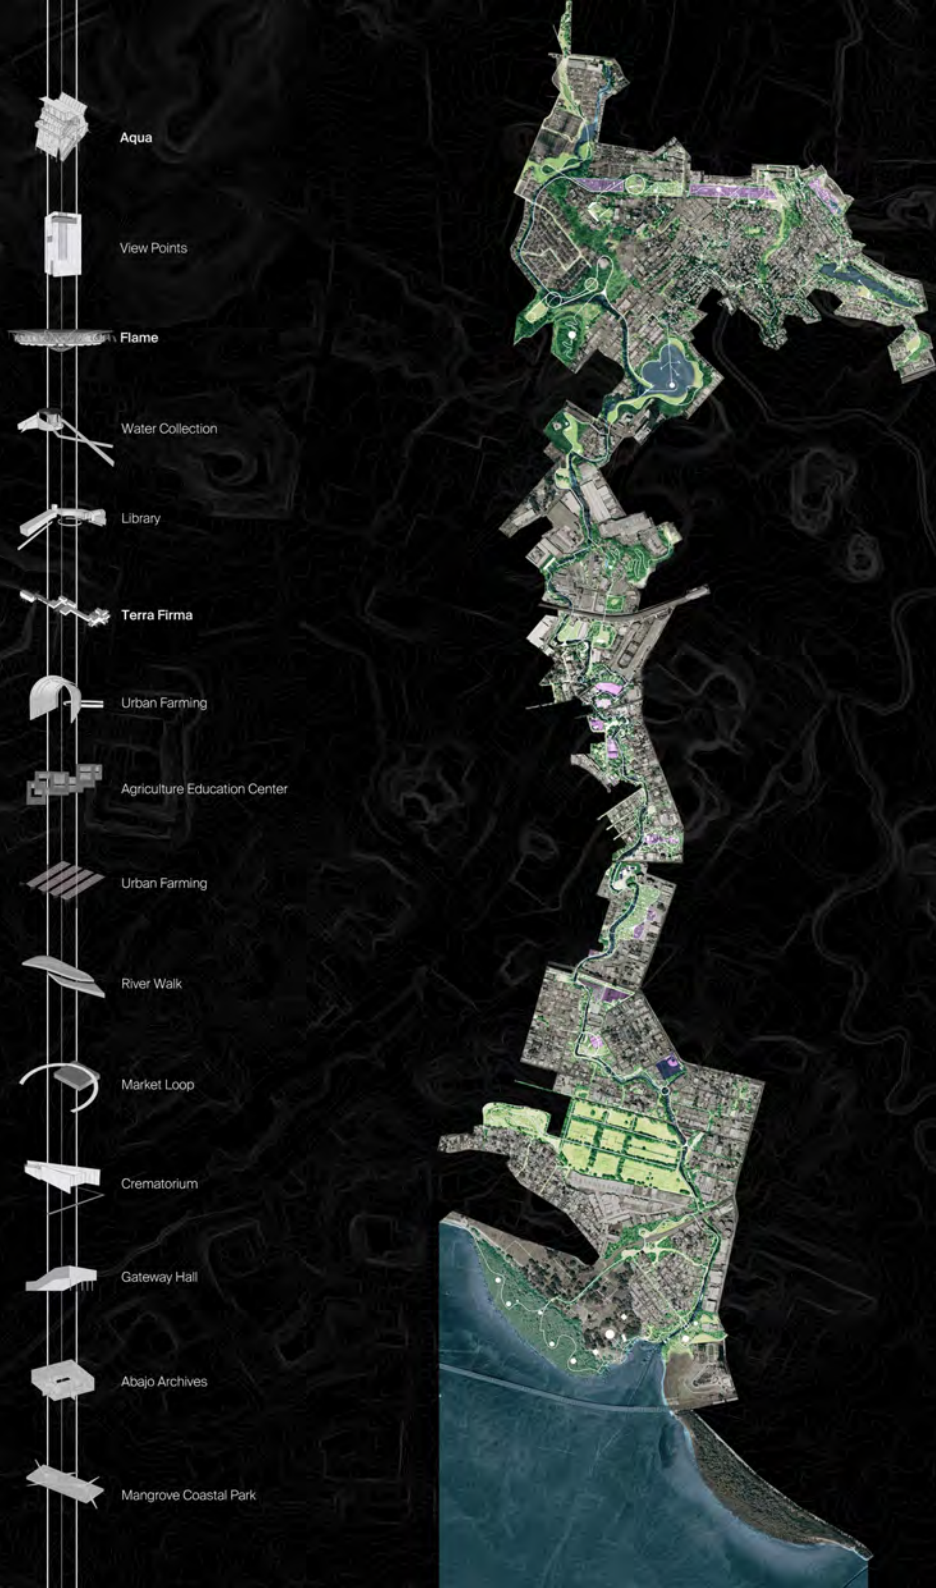 Aqua
View Points
Flame
Water Collection
Library
Terra Firma
Urban Farming
Agriculture Education Center
Urban Farming
River Walk
Market Loop
Crematorium
Gateway Hall
Abajo Archives
Mangrove Coastal Park